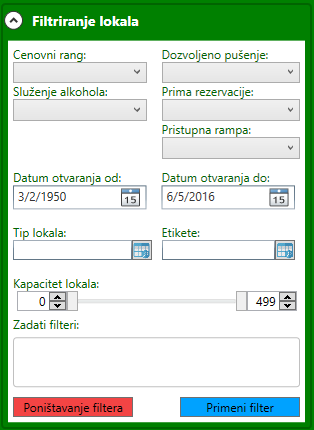 Filtriranje lokala
Cenovni rang: Dozvoljeno pušenje:
Služenje alkohola: Prima rezervacije:
Pristupna rampa:
Datum otvaranja od: Datum otvaranja do:
3/2/1950 15 6/5/2016 15
Tip lokala: Etikete:
Kapacitet lokala:
0 499
Zadati filteri:
Poništavanje filtera Primeni filter